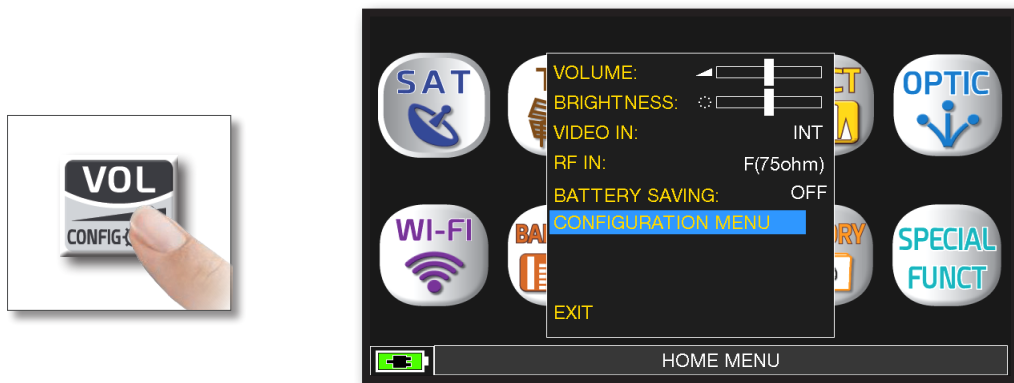 VOL
CONFIG
SAT
OPTIC
VOLUME:
BRIGHTNESS:
VIDEO IN: INT
RF IN: F(75ohm)
BATTERY SAVING: OFF
CONFIGURATION MENU
EXIT
WI-FI
SPECIAL
FUNCT
HOME MENU